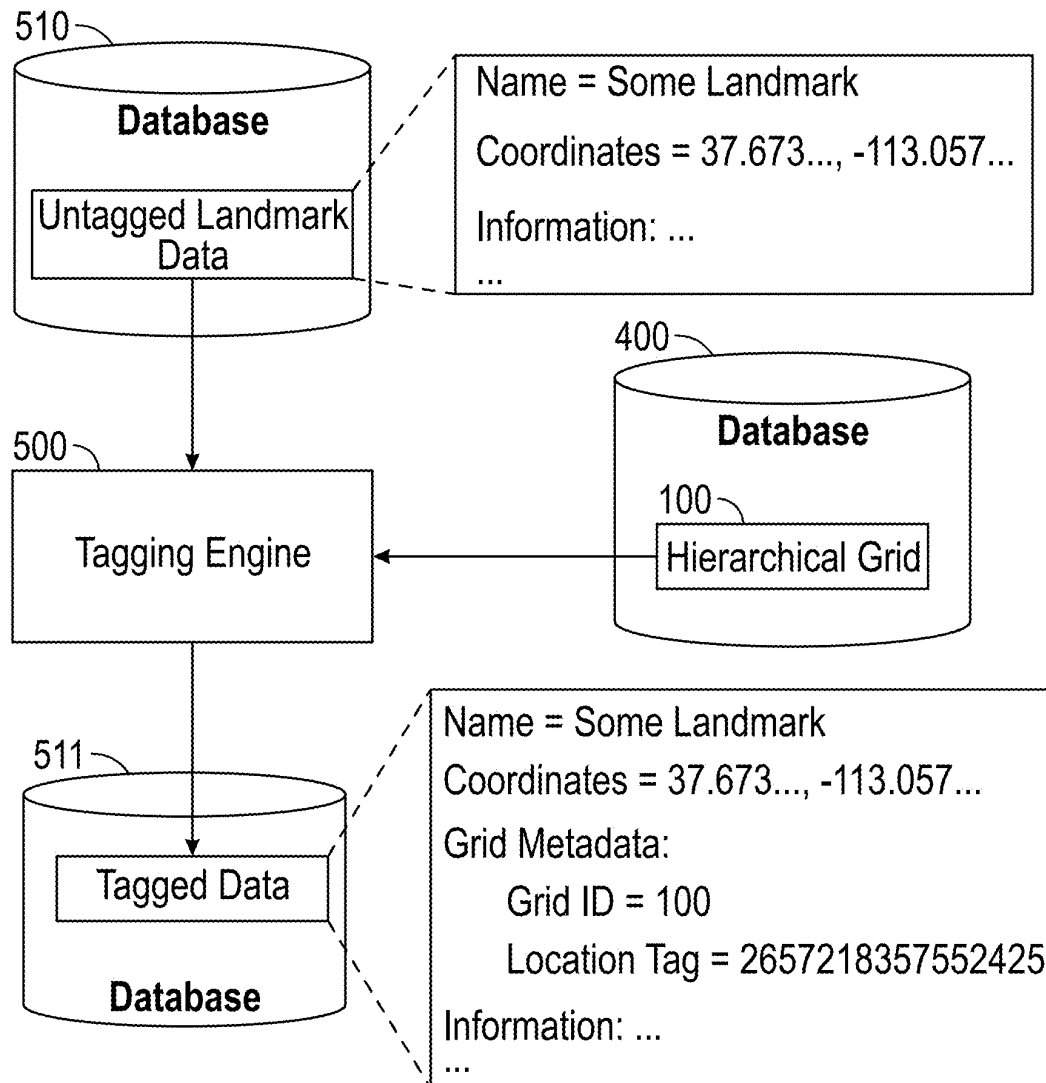 510
Database
Untagged Landmark
Data
Name = Some Landmark
Coordinates = 37.673..., -113.057...
Information: ...
...
400
Database
100
Hierarchical Grid
500
Tagging Engine
511
Tagged Data
Database
Name = Some Landmark
Coordinates = 37.673..., -113.057...
Grid Metadata:
Grid ID = 100
Location Tag = 2657218357552425
Information: ...
...